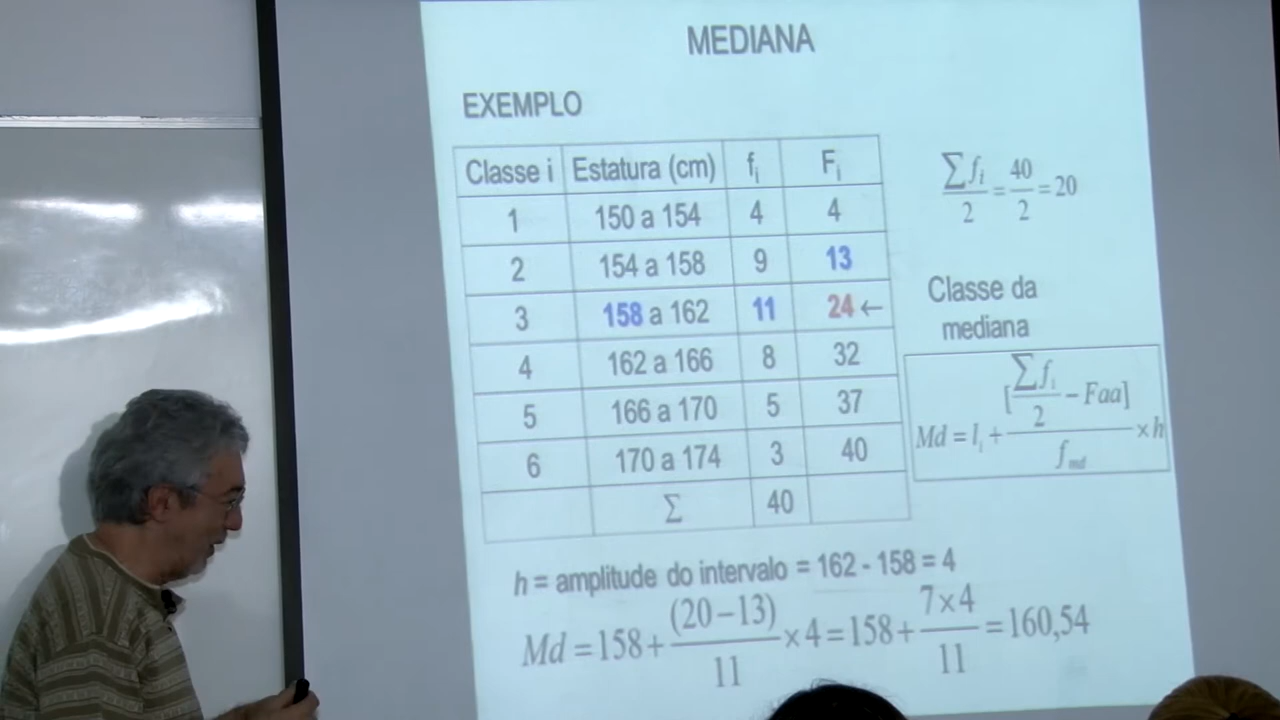 MEDIANA
EXEMPLO
Classe i Estatura (cm) fi Fi
1 150 a 154 4 4
2 154 a 158 9 13
3 158 a 162 11 24 ←
4 162 a 166 8 32
5 166 a 170 5 37
6 170 a 174 3 40
Σ 40
∑fi/2 = 40/2 = 20
Classe da
mediana
Md = li + [∑fi/2 − Faa]/fmd × h
h = amplitude do intervalo = 162 - 158 = 4
Md = 158 + (20−13)/11 × 4 = 158 + 7×4/11 = 160,54